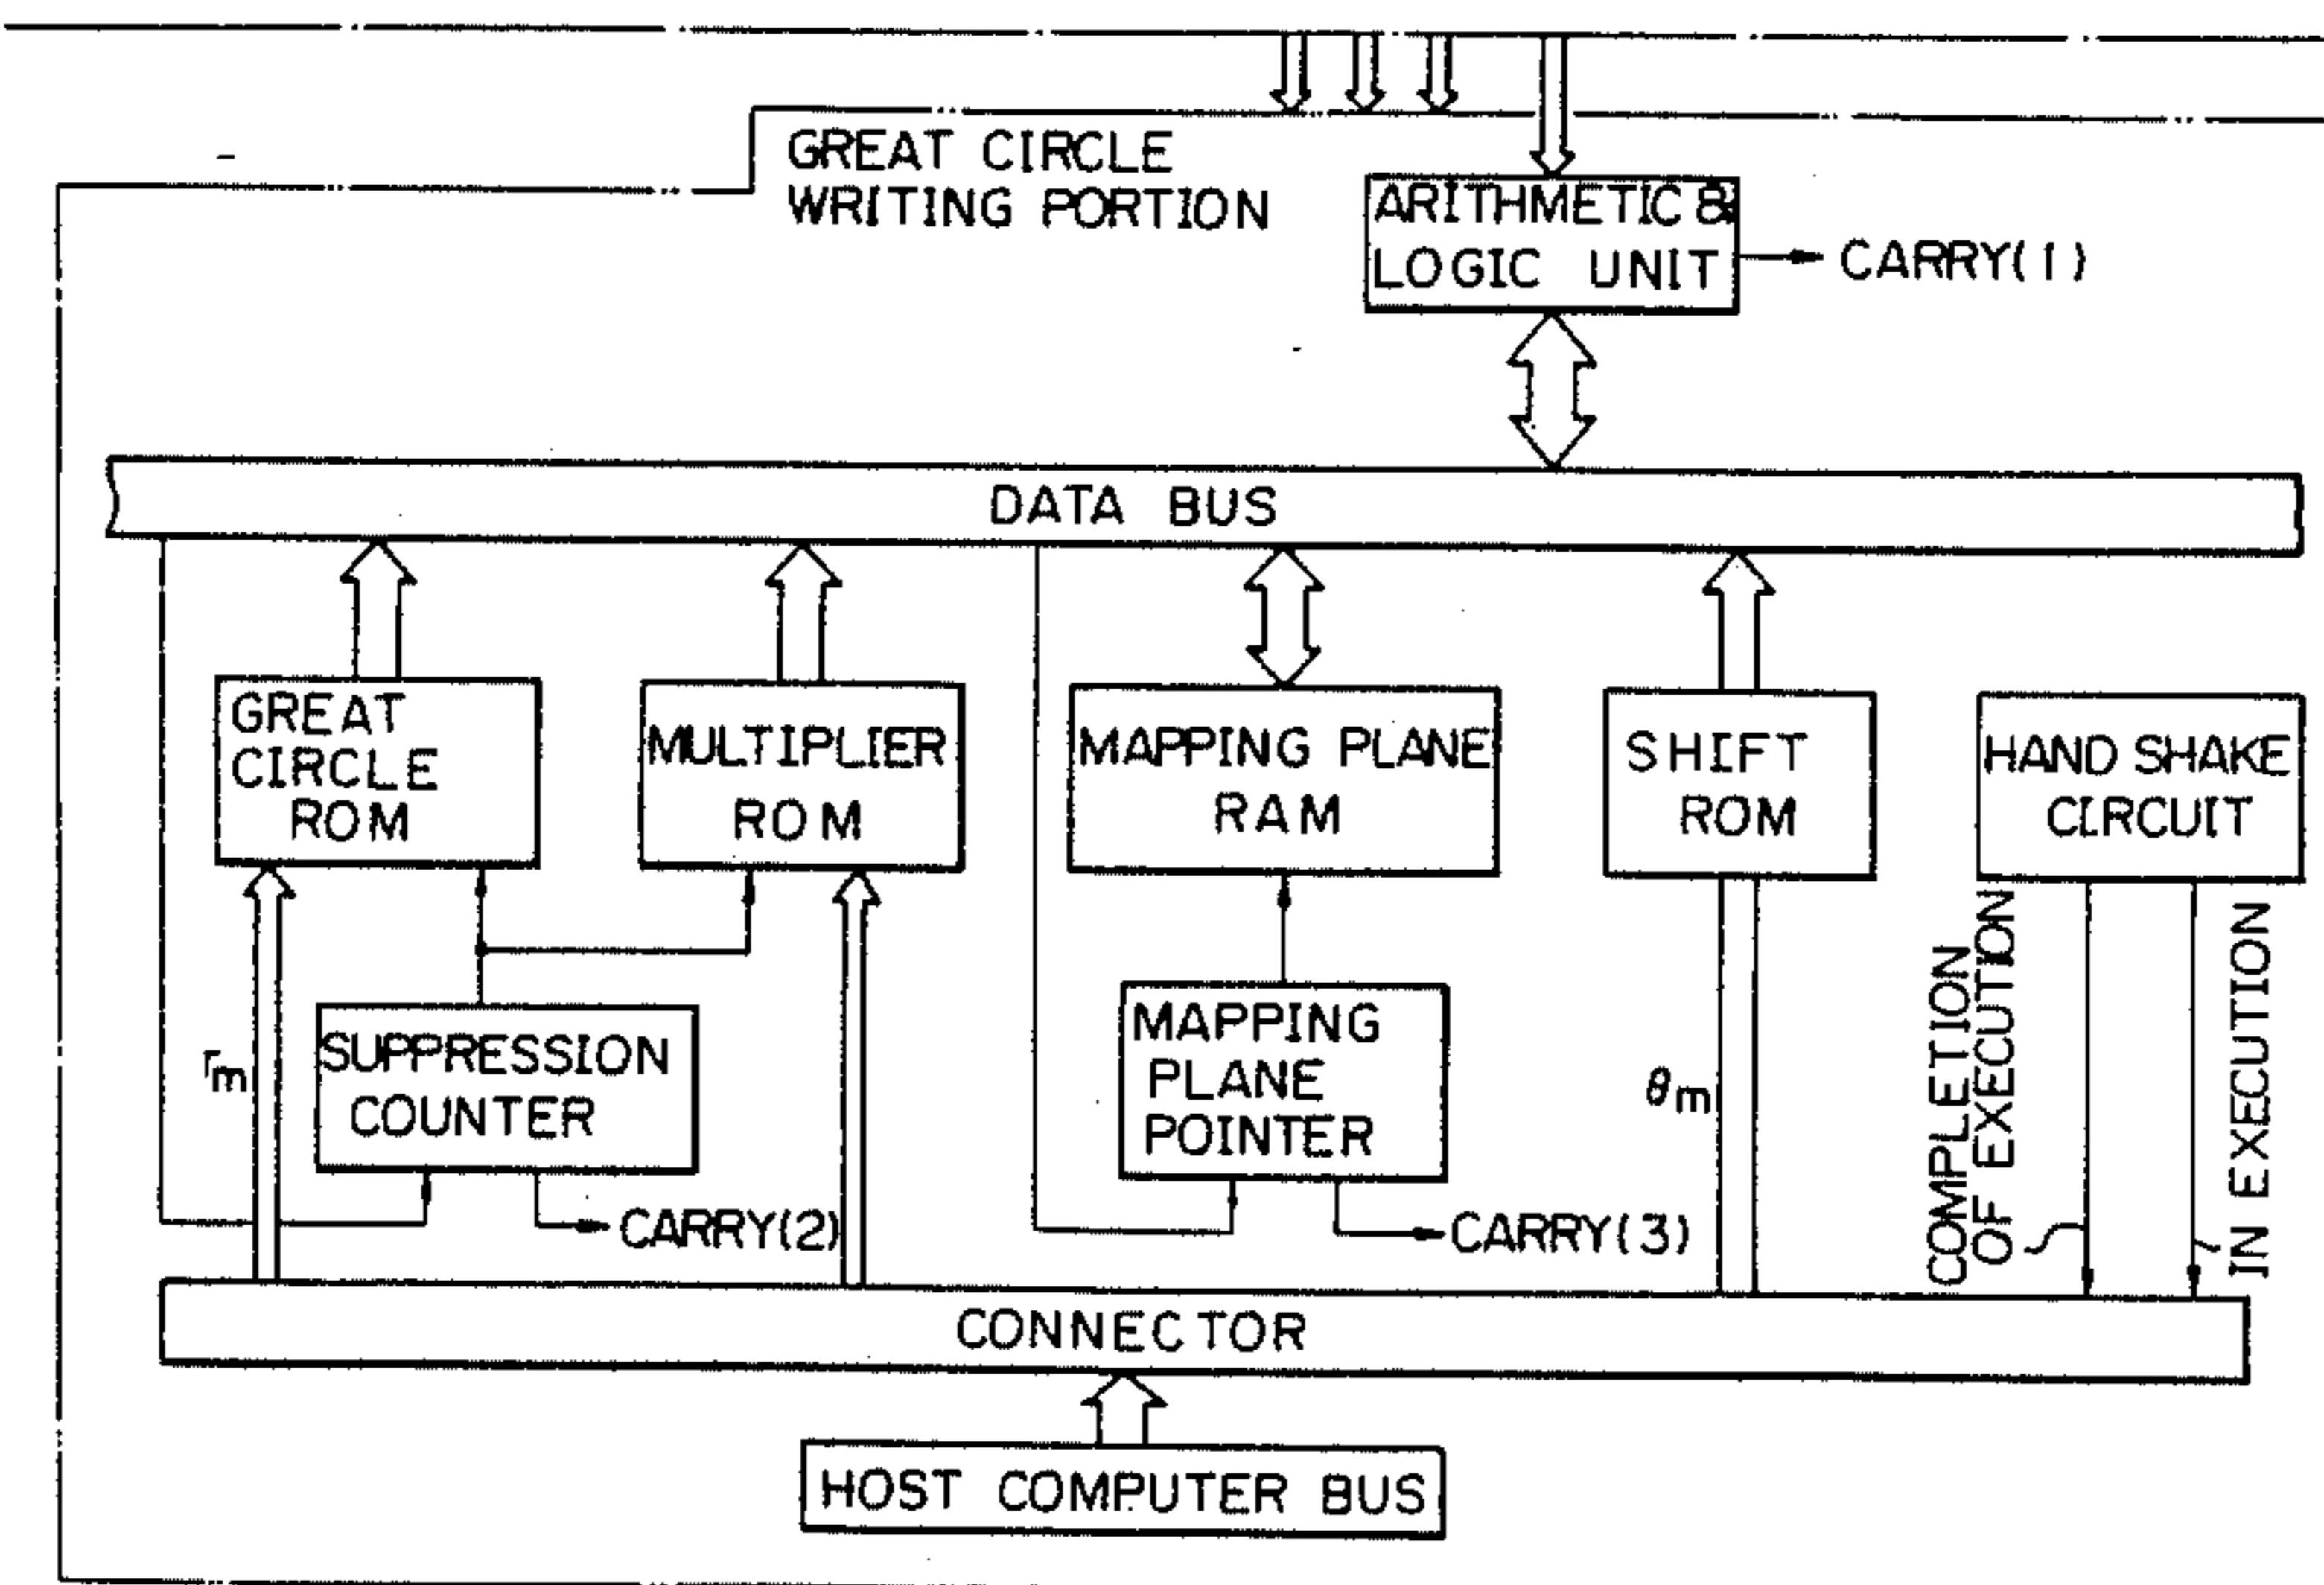 GREAT CIRCLE
WRITING PORTION
ARITHMETIC &
LOGIC UNIT
CARRY(1)
DATA BUS
GREAT
CIRCLE
ROM
MULTIPLIER
ROM
MAPPING PLANE
RAM
SHIFT
ROM
HAND SHAKE
CIRCUIT
SUPPRESSION
COUNTER
MAPPING
PLANE
POINTER
rm
θm
COMPLETION
OF EXECUTION
IN EXECUTION
CARRY(2)
CARRY(3)
CONNECTOR
HOST COMPUTER BUS